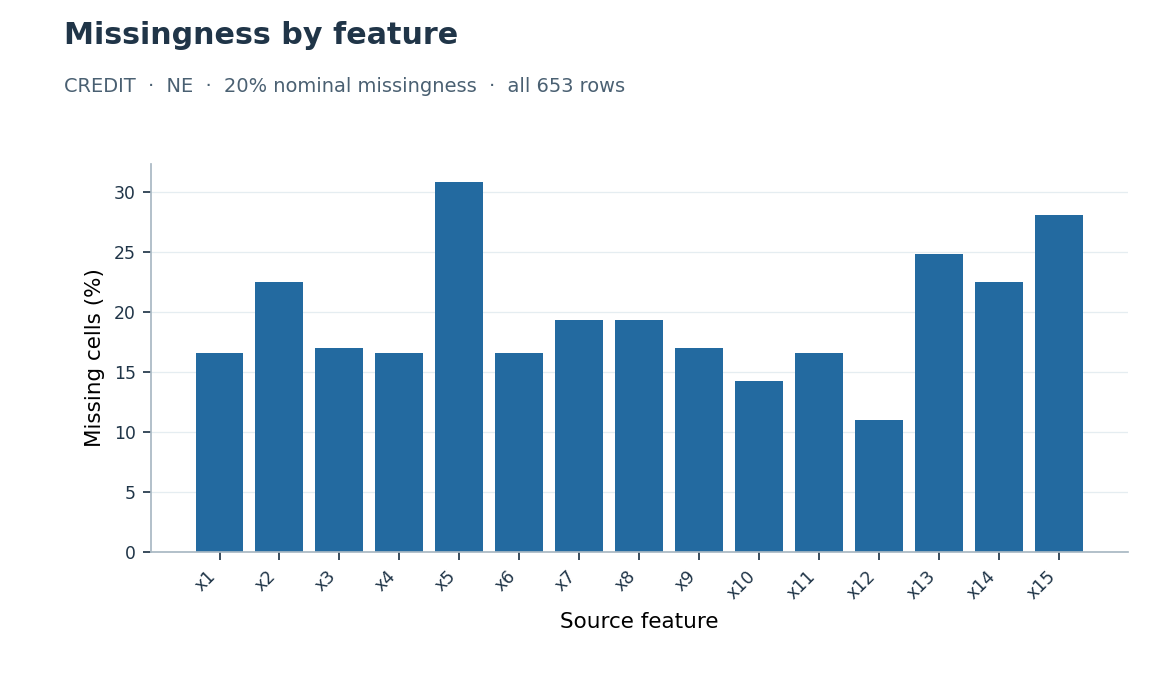 Missingness by feature
CREDIT · NE · 20% nominal missingness · all 653 rows
30
25
20
15
10
5
0
Missing cells (%)
x1 x2 x3 x4 x5 x6 x7 x8 x9 x10 x11 x12 x13 x14 x15
Source feature